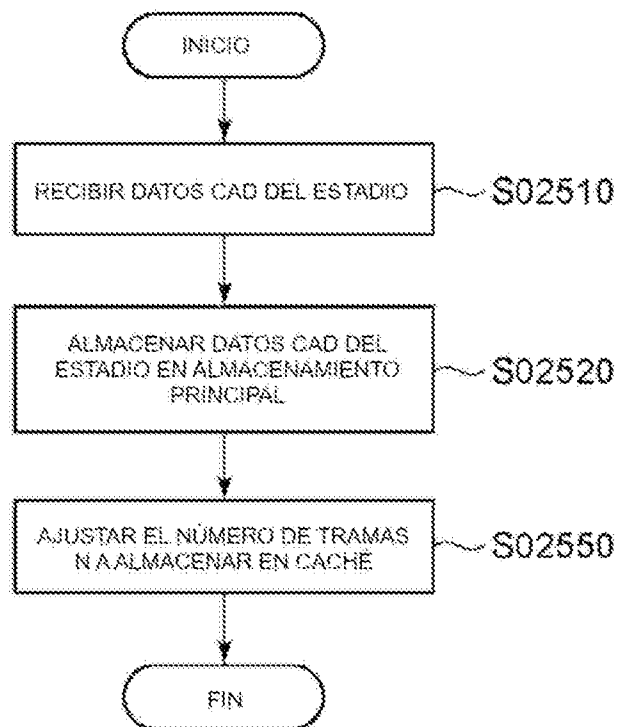 INICIO
RECIBIR DATOS CAD DEL ESTADIO
S02510
ALMACENAR DATOS CAD DEL
ESTADIO EN ALMACENAMIENTO
PRINCIPAL
S02520
AJUSTAR EL NÚMERO DE TRAMAS
N A ALMACENAR EN CACHÉ
S02550
FIN